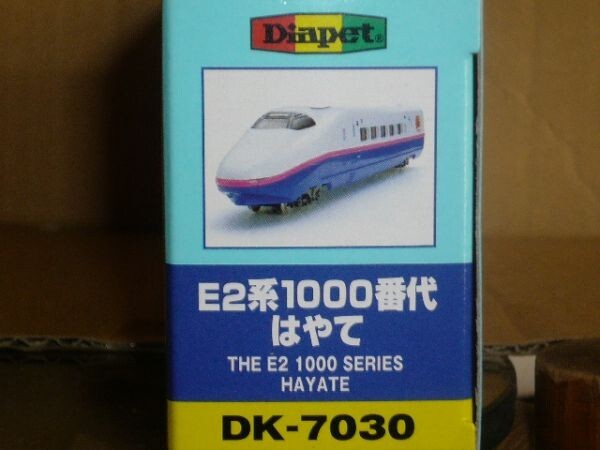 Diapet®
E2系1000番代
はやて
THE E2 1000 SERIES
HAYATE
DK-7030